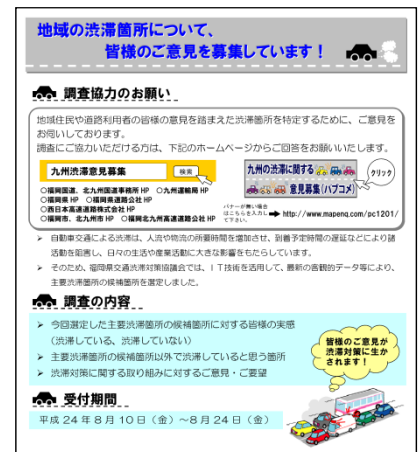 地域の渋滞箇所について、
皆様のご意見を募集しています！
調査協力のお願い
地域住民や道路利用者の皆様の意見を踏まえた渋滞箇所を特定するために、ご意見を
お伺いしております。
調査にご協力いただける方は、下記のホームページからご回答をお願いいたします。
九州渋滞意見募集 検索
○福岡国道、北九州国道事務所 HP ○九州運輸局 HP
○福岡県 HP ○福岡県道路公社 HP
○西日本高速道路株式会社 HP
○福岡市、北九州市 HP ○福岡北九州高速道路公社 HP
九州の渋滞に関する
意見募集(パブコメ)
クリック
バナーが無い場合
はこちらを入力し
て下さい。
http://www.mapenq.com/pc1201/
➢ 自動車交通による渋滞は、人流や物流の所要時間を増加させ、到着予定時間の遅延などにより諸
活動を阻害し、日々の生活や産業活動に大きな影響をもたらしています。
➢ そのため、福岡県交通渋滞対策協議会では、ＩＴ技術を活用して、最新の客観的データ等により、
主要渋滞箇所の候補箇所を選定しました。
調査の内容
➢ 今回選定した主要渋滞箇所の候補箇所に対する皆様の実感
（渋滞している、渋滞していない）
➢ 主要渋滞箇所の候補箇所以外で渋滞していると思う箇所
➢ 渋滞対策に関する取り組みに対するご意見・ご要望
皆様のご意見が
渋滞対策に生か
されます！
受付期間
平成 24 年 8 月 10 日（金）～8 月 24 日（金）